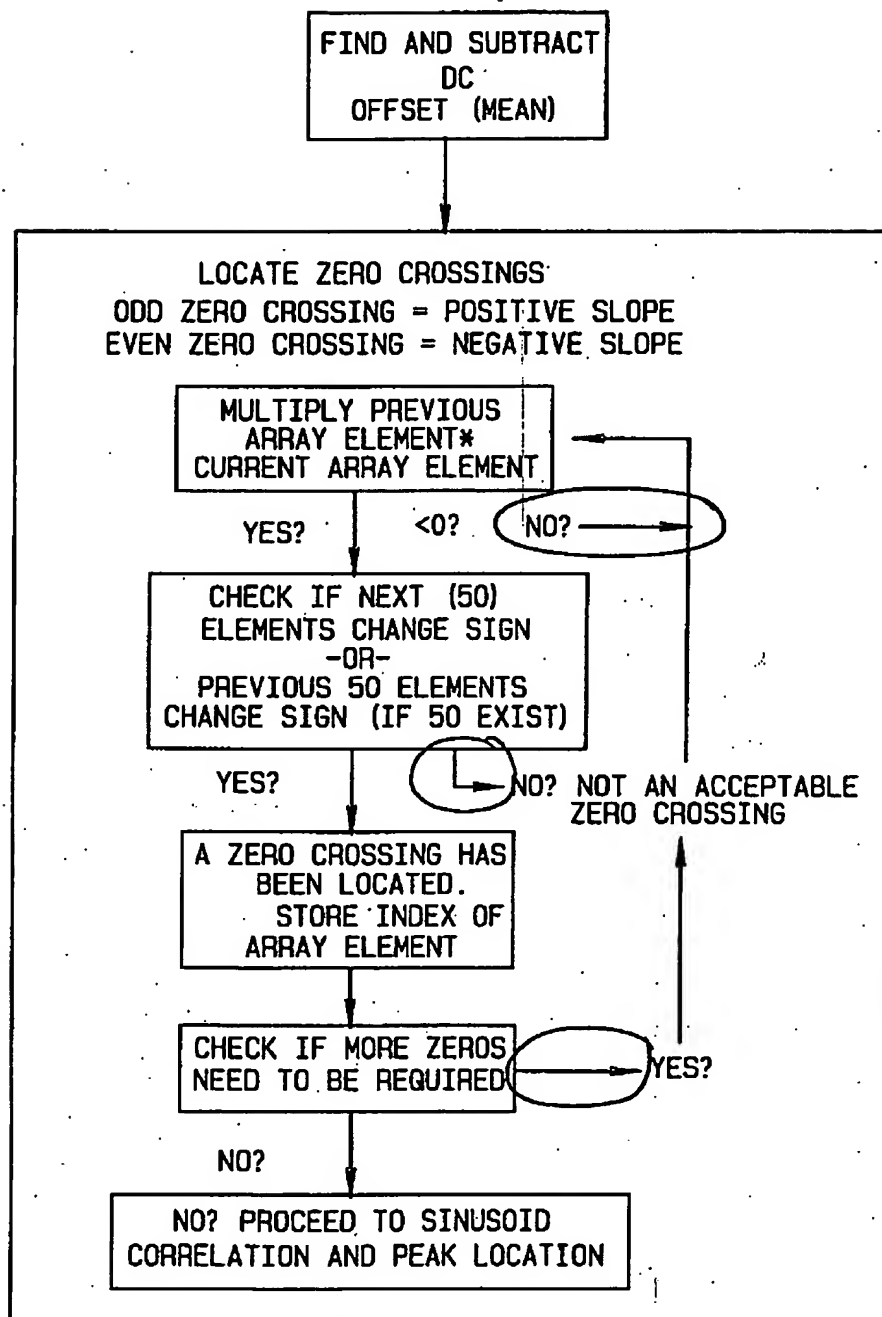 FIND AND SUBTRACT
DC
OFFSET (MEAN)
LOCATE ZERO CROSSINGS
ODD ZERO CROSSING = POSITIVE SLOPE
EVEN ZERO CROSSING = NEGATIVE SLOPE
MULTIPLY PREVIOUS
ARRAY ELEMENT*
CURRENT ARRAY ELEMENT
YES?
<0?
NO?
CHECK IF NEXT (50)
ELEMENTS CHANGE SIGN
-OR-
PREVIOUS 50 ELEMENTS
CHANGE SIGN (IF 50 EXIST)
YES?
NO? NOT AN ACCEPTABLE
ZERO CROSSING
A ZERO CROSSING HAS
BEEN LOCATED.
STORE INDEX OF
ARRAY ELEMENT
CHECK IF MORE ZEROS
NEED TO BE REQUIRED
YES?
NO?
NO? PROCEED TO SINUSOID
CORRELATION AND PEAK LOCATION